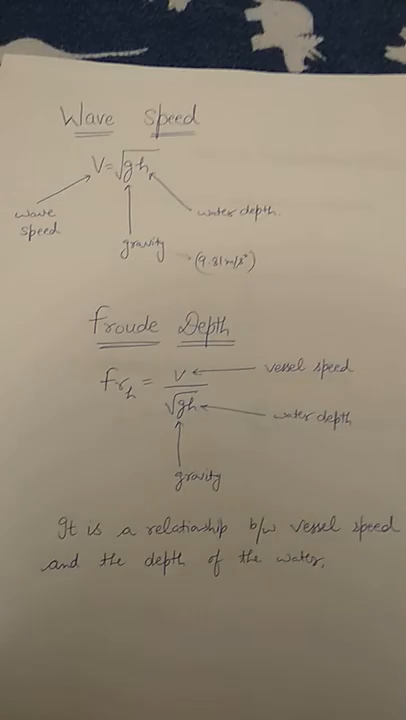 Wave Speed
V = √gh
wave speed
water depth.
gravity (9.81 m/s²)
Froude Depth
Frh = V / √gh
vessel speed
water depth
gravity
It is a relationship b/w vessel speed
and the depth of the water.